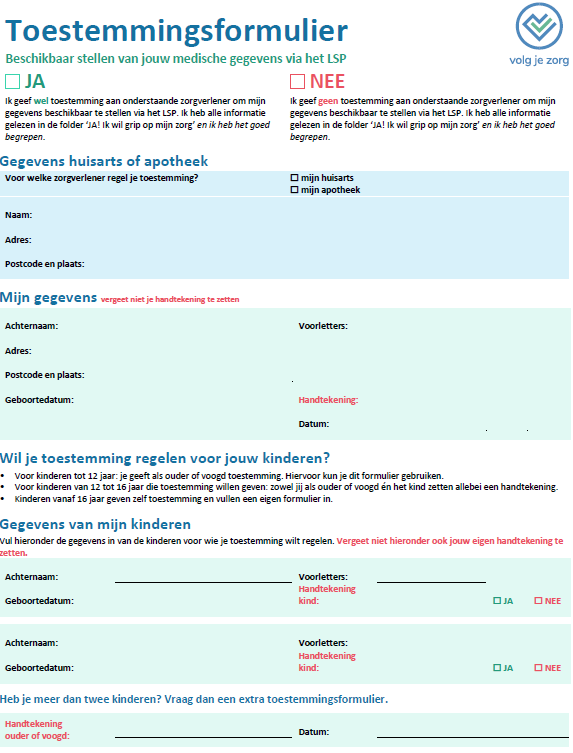 Toestemmingsformulier
volg je zorg
Beschikbaar stellen van jouw medische gegevens via het LSP
JA
Ik geef wel toestemming aan onderstaande zorgverlener om mijn
gegevens beschikbaar te stellen via het LSP. Ik heb alle informatie
gelezen in de folder 'JA! Ik wil grip op mijn zorg' en ik heb het goed
begrepen.
NEE
Ik geef geen toestemming aan onderstaande zorgverlener om mijn
gegevens beschikbaar te stellen via het LSP. Ik heb alle informatie
gelezen in de folder 'JA! Ik wil grip op mijn zorg' en ik heb het goed
begrepen.
Gegevens huisarts of apotheek
Voor welke zorgverlener regel je toestemming?
mijn huisarts
mijn apotheek
Naam:
Adres:
Postcode en plaats:
Mijn gegevens vergeet niet je handtekening te zetten
Achternaam: Voorletters:
Adres:
Postcode en plaats:
Geboortedatum: Handtekening:
Datum:
Wil je toestemming regelen voor jouw kinderen?
• Voor kinderen tot 12 jaar: je geeft als ouder of voogd toestemming. Hiervoor kun je dit formulier gebruiken.
• Voor kinderen van 12 tot 16 jaar die toestemming willen geven: zowel jij als ouder of voogd én het kind zetten allebei een handtekening.
• Kinderen vanaf 16 jaar geven zelf toestemming en vullen een eigen formulier in.
Gegevens van mijn kinderen
Vul hieronder de gegevens in van de kinderen voor wie je toestemming wilt regelen. Vergeet niet hieronder ook jouw eigen handtekening te
zetten.
Achternaam: Voorletters:
Geboortedatum: Handtekening
kind: JA NEE
Achternaam: Voorletters:
Geboortedatum: Handtekening
kind: JA NEE
Heb je meer dan twee kinderen? Vraag dan een extra toestemmingsformulier.
Handtekening
ouder of voogd: Datum: